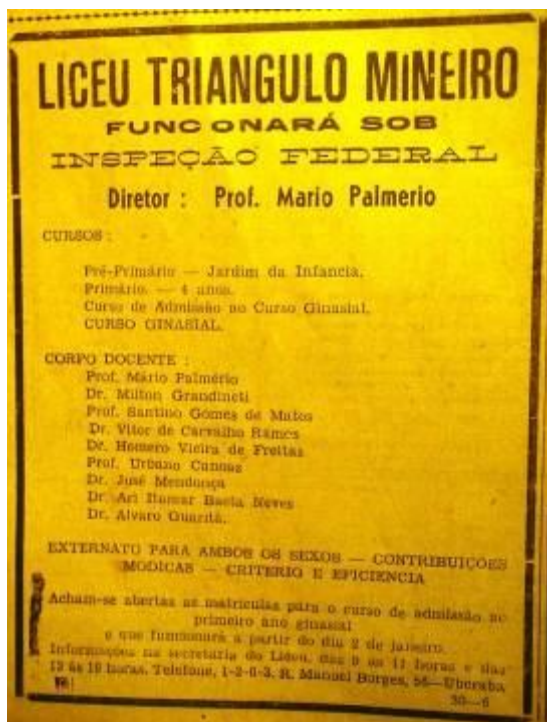 LICEU TRIANGULO MINEIRO
FUNC ONARÁ SOB
INSPEÇÃO FEDERAL
Diretor : Prof. Mario Palmerio
CURSOS :
Pré-Primário — Jardim da Infancia.
Primário. — 4 anos.
Curso de Admissão ao Curso Ginasial.
CURSO GINASIAL.
CORPO DOCENTE :
Prof. Mário Palmério
Dr. Milton Grandineti
Prof. Santino Gomes de Matos
Dr. Vitor de Carvalho Ramos
Dr. Homero Vieira de Freitas
Prof. Urbano
Dr. José Mendonça
Dr. Ari Itamar Baeta Neves
Dr. Alvaro Guaritá.
EXTERNATO PARA AMBOS OS SEXOS — CONTRIBUIÇÕES
MODICAS — CRITERIO E EFICIENCIA
Acham-se abertas as matriculas para o curso de admissão ao
primeiro ano ginasial
e que funcionará a partir do dia 2 de janeiro.
Informações na secretaria do Liceu, das 9 ás 11 horas e das
13 ás 16 horas. Telefone, 1-2-6-3. R. Manoel Borges, 56—Uberaba
30—6